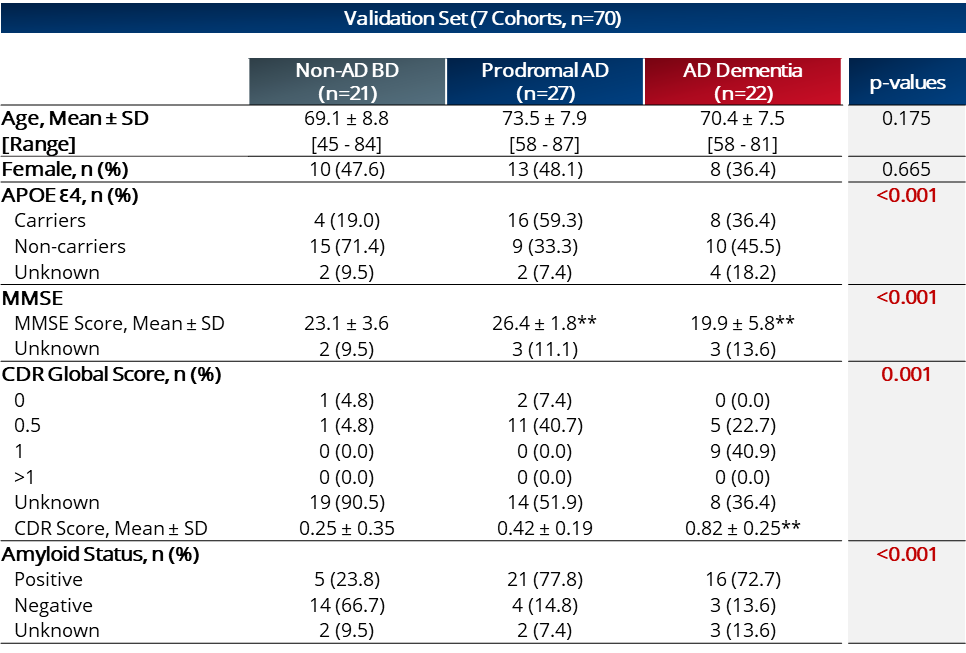 Validation Set (7 Cohorts, n=70)
Non-AD BD (n=21) Prodromal AD (n=27) AD Dementia (n=22) p-values
Age, Mean ± SD 69.1 ± 8.8 73.5 ± 7.9 70.4 ± 7.5 0.175
[Range] [45 - 84] [58 - 87] [58 - 81]
Female, n (%) 10 (47.6) 13 (48.1) 8 (36.4) 0.665
APOE ε4, n (%) <0.001
Carriers 4 (19.0) 16 (59.3) 8 (36.4)
Non-carriers 15 (71.4) 9 (33.3) 10 (45.5)
Unknown 2 (9.5) 2 (7.4) 4 (18.2)
MMSE <0.001
MMSE Score, Mean ± SD 23.1 ± 3.6 26.4 ± 1.8** 19.9 ± 5.8**
Unknown 2 (9.5) 3 (11.1) 3 (13.6)
CDR Global Score, n (%) 0.001
0 1 (4.8) 2 (7.4) 0 (0.0)
0.5 1 (4.8) 11 (40.7) 5 (22.7)
1 0 (0.0) 0 (0.0) 9 (40.9)
>1 0 (0.0) 0 (0.0) 0 (0.0)
Unknown 19 (90.5) 14 (51.9) 8 (36.4)
CDR Score, Mean ± SD 0.25 ± 0.35 0.42 ± 0.19 0.82 ± 0.25**
Amyloid Status, n (%) <0.001
Positive 5 (23.8) 21 (77.8) 16 (72.7)
Negative 14 (66.7) 4 (14.8) 3 (13.6)
Unknown 2 (9.5) 2 (7.4) 3 (13.6)